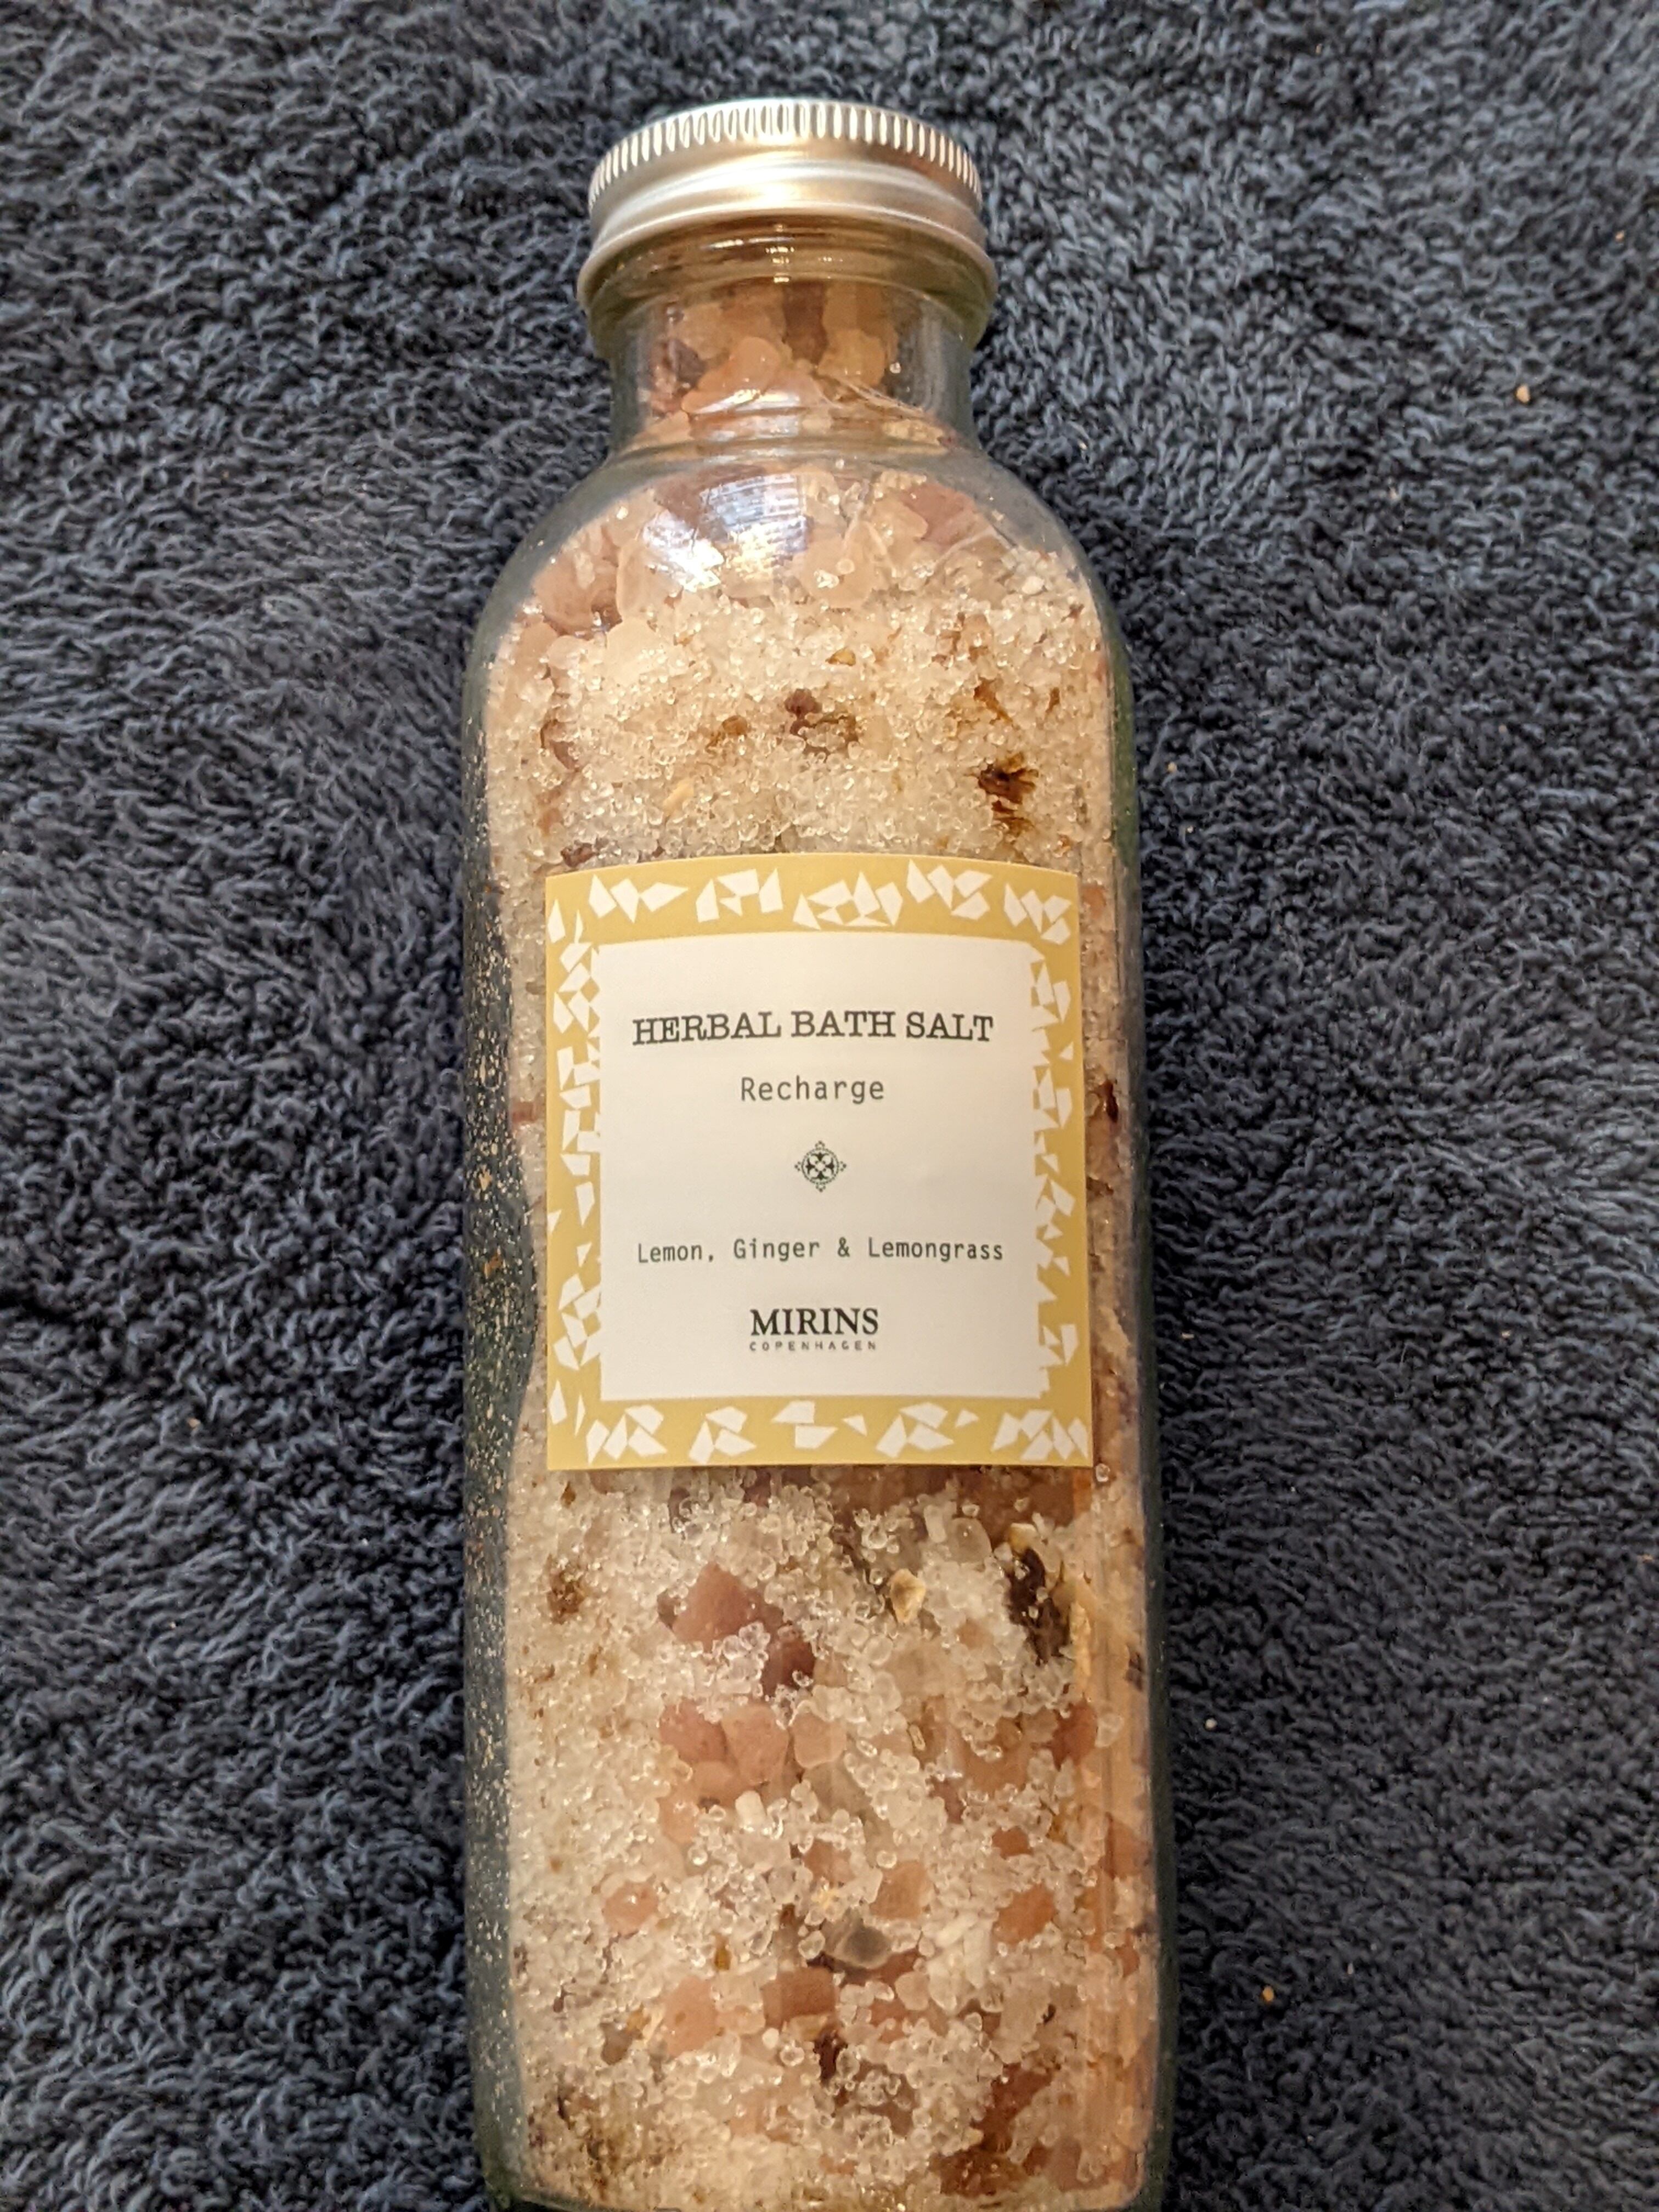 HERBAL BATH SALT
Recharge
Lemon, Ginger & Lemongrass
MIRINS
COPENHAGEN